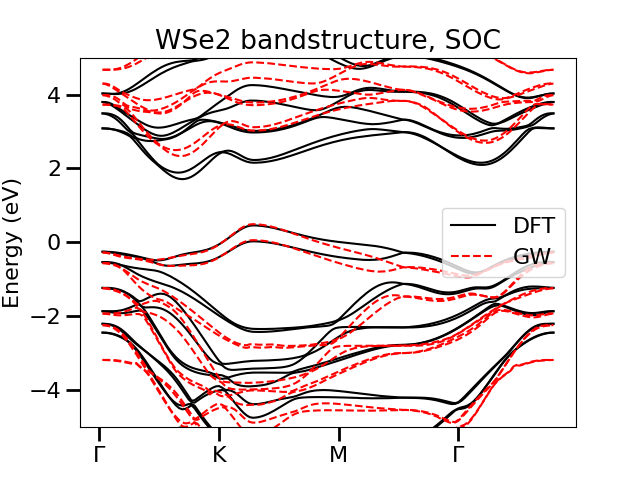 WSe2 bandstructure, SOC
Energy (eV)
4
2
0
−2
−4
DFT
GW
Γ K M Γ